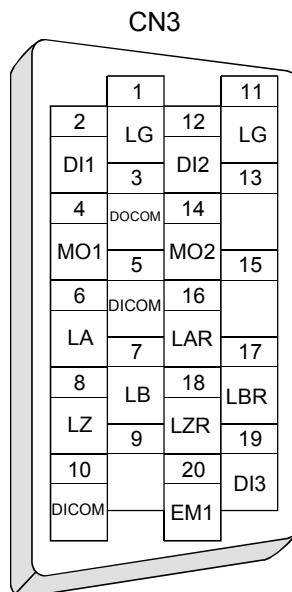 CN3
1 11
2 LG 12 LG
DI1 3 DI2 13
4 DOCOM 14
MO1 5 MO2 15
6 DICOM 16
LA 7 LAR 17
8 LB 18 LBR
LZ 9 LZR 19
10 20 DI3
DICOM EM1